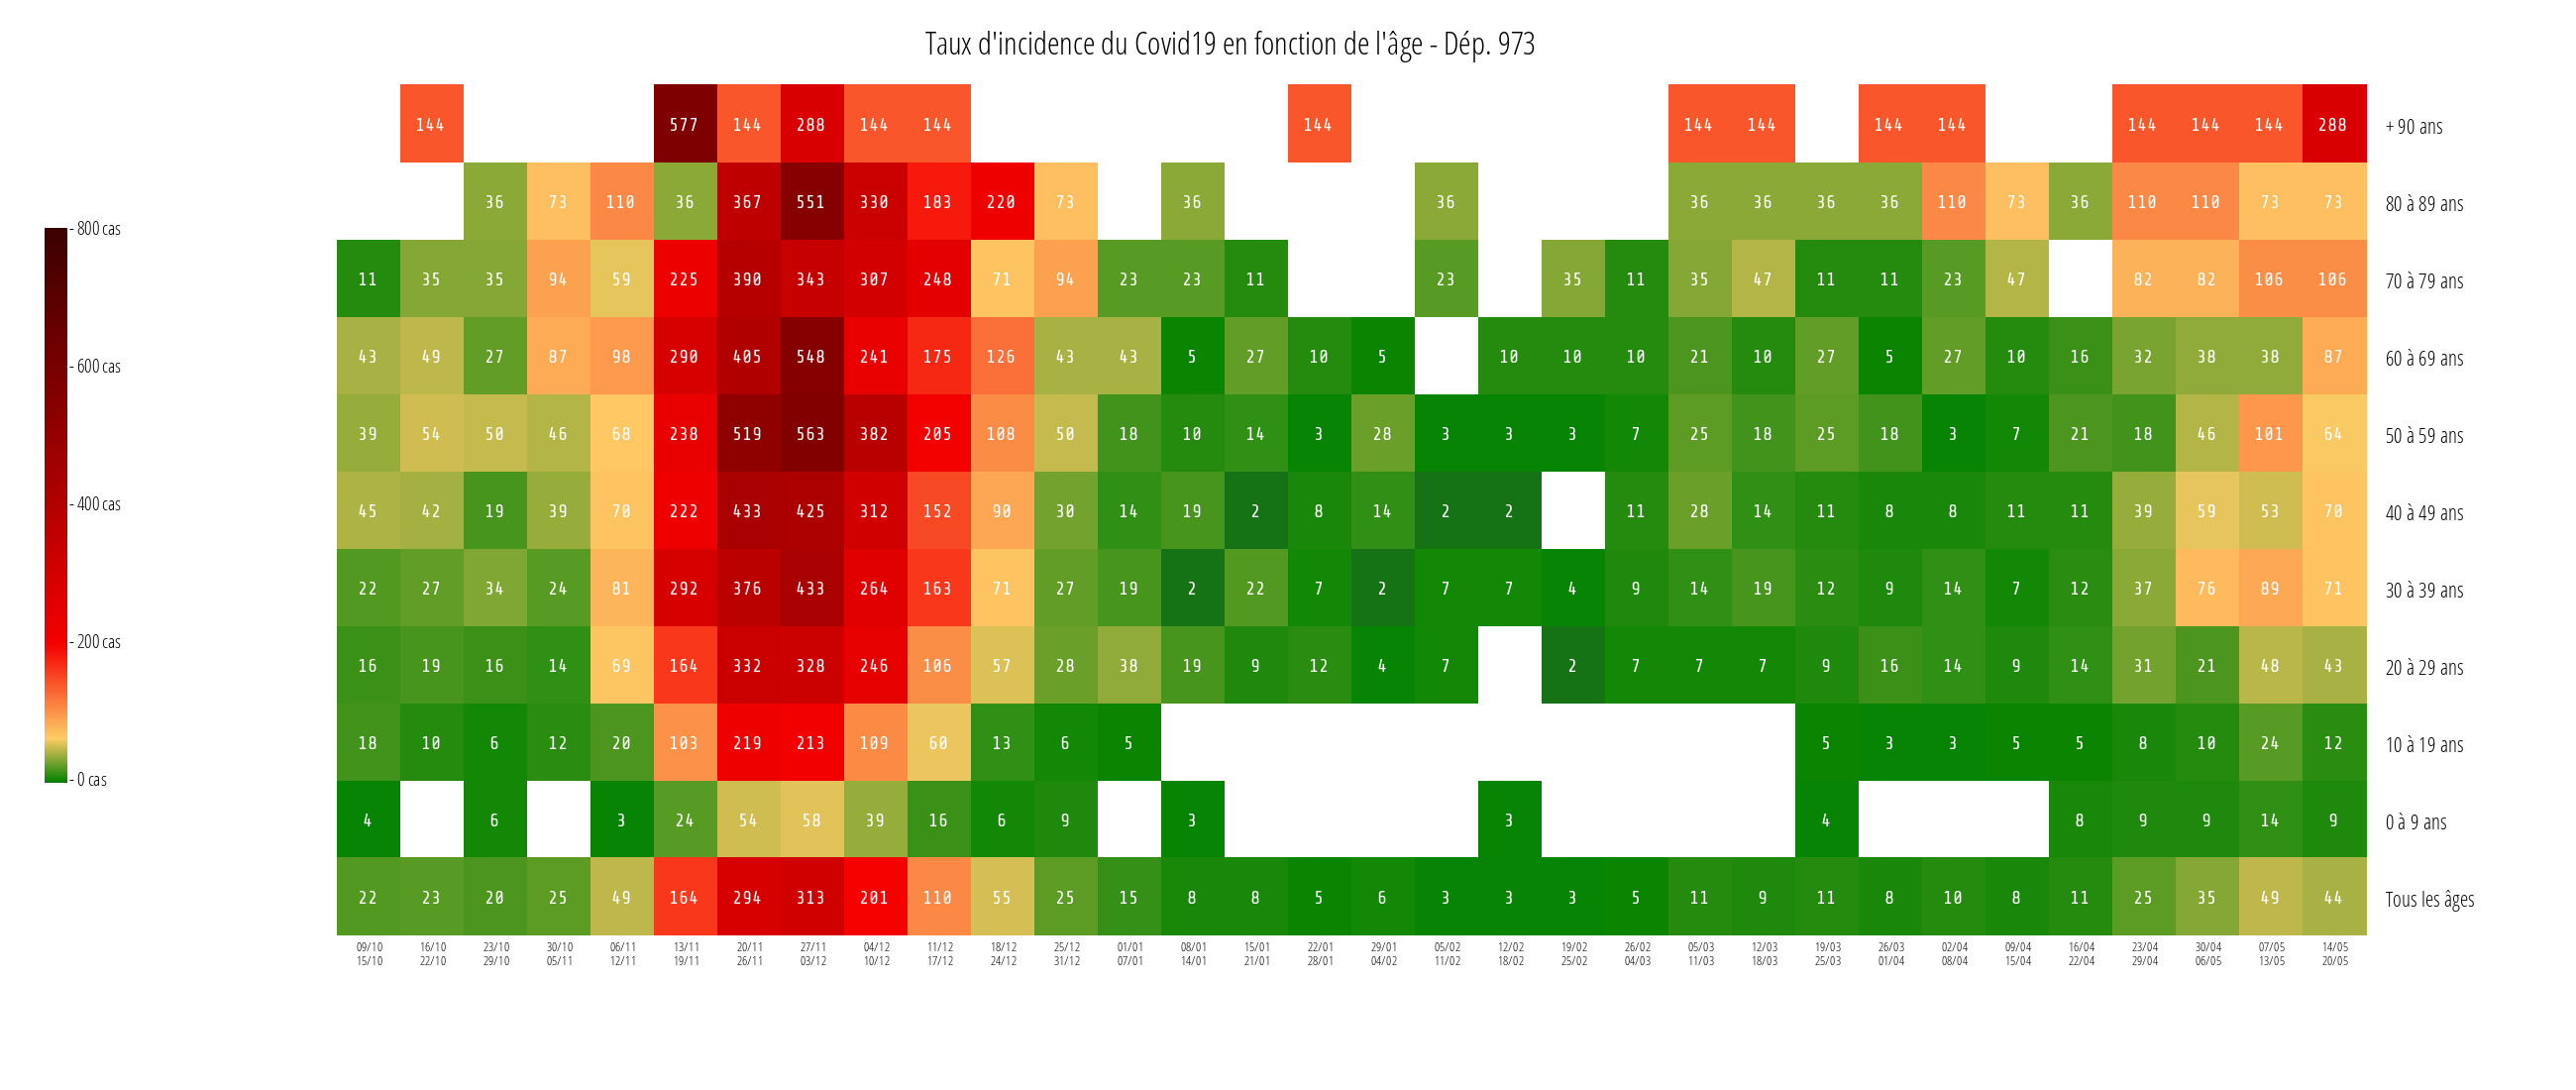 Taux d'incidence du Covid19 en fonction de l'âge - Dép. 973
144 577 144 288 144 144 144 144 144 144 144 144 144 144 288 + 90 ans
36 73 110 36 367 551 330 183 220 73 36 36 36 36 36 36 110 73 36 110 110 73 73 80 à 89 ans
- 800 cas
11 35 35 94 59 225 390 343 307 248 71 94 23 23 11 23 35 11 35 47 11 11 23 47 82 82 106 106 70 à 79 ans
43 49 27 87 98 290 405 548 241 175 126 43 43 5 27 10 5 10 10 10 21 10 27 5 27 10 16 32 38 38 87 60 à 69 ans
- 600 cas
39 54 50 46 68 238 519 563 382 205 108 50 18 10 14 3 28 3 3 3 7 25 18 25 18 3 7 21 18 46 101 64 50 à 59 ans
- 400 cas
45 42 19 39 70 222 433 425 312 152 90 30 14 19 2 8 14 2 2 11 28 14 11 8 8 11 11 39 59 53 70 40 à 49 ans
22 27 34 24 81 292 376 433 264 163 71 27 19 2 22 7 2 7 7 4 9 14 19 12 9 14 7 12 37 76 89 71 30 à 39 ans
- 200 cas
16 19 16 14 69 164 332 328 246 106 57 28 38 19 9 12 4 7 2 7 7 7 9 16 14 9 14 31 21 48 43 20 à 29 ans
18 10 6 12 20 103 219 213 109 60 13 6 5 5 3 3 5 5 8 10 24 12 10 à 19 ans
- 0 cas
4 6 3 24 54 58 39 16 6 9 3 3 4 8 9 9 14 9 0 à 9 ans
22 23 20 25 49 164 294 313 201 110 55 25 15 8 8 5 6 3 3 3 5 11 9 11 8 10 8 11 25 35 49 44 Tous les âges
09/10 16/10 23/10 30/10 06/11 13/11 20/11 27/11 04/12 11/12 18/12 25/12 01/01 08/01 15/01 22/01 29/01 05/02 12/02 19/02 26/02 05/03 12/03 19/03 26/03 02/04 09/04 16/04 23/04 30/04 07/05 14/05
15/10 22/10 29/10 05/11 12/11 19/11 26/11 03/12 10/12 17/12 24/12 31/12 07/01 14/01 21/01 28/01 04/02 11/02 18/02 25/02 04/03 11/03 18/03 25/03 01/04 08/04 15/04 22/04 29/04 06/05 13/05 20/05